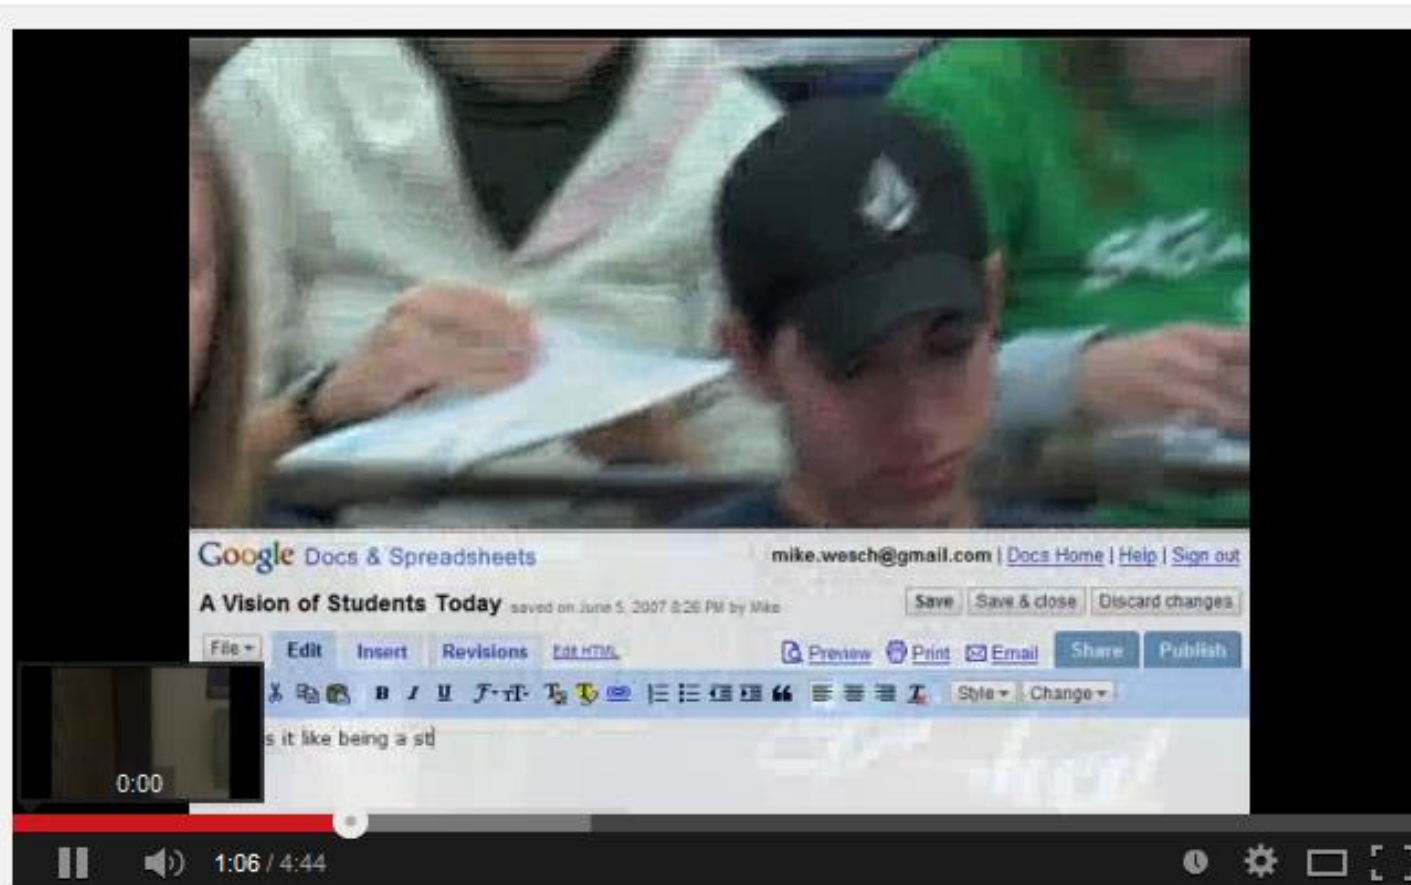 Google Docs & Spreadsheets
mike.wesch@gmail.com | Docs Home | Help | Sign out
A Vision of Students Today saved on June 5, 2007 8:26 PM by Mike
Save Save & close Discard changes
File Edit Insert Revisions Edit HTML Preview Print Email Share Publish
B I U Style Change
s it like being a st
0:00
1:06 / 4:44